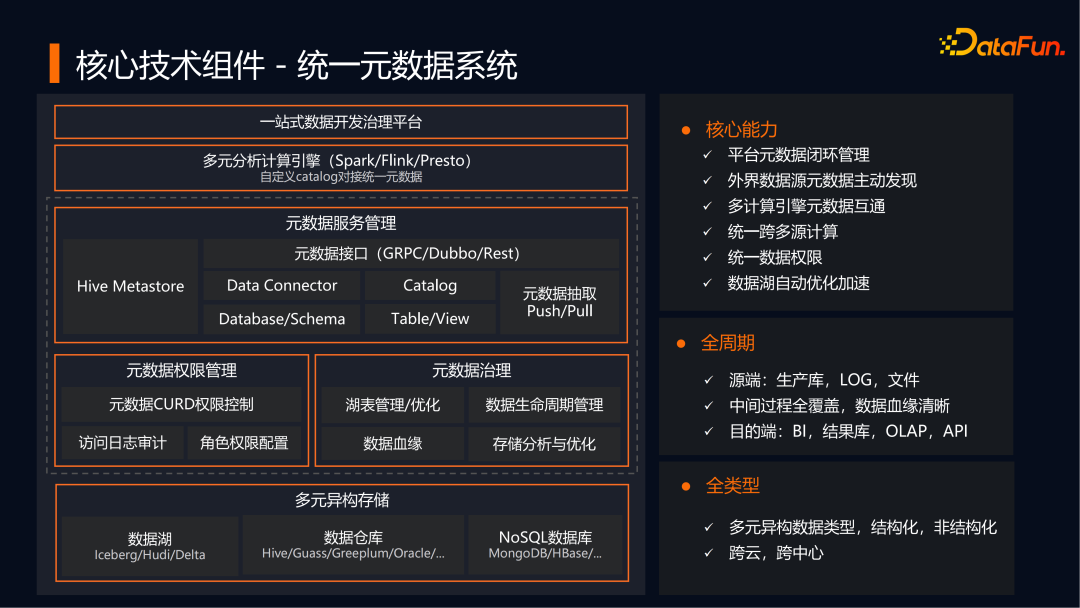 核心技术组件 - 统一元数据系统
DataFun.
一站式数据开发治理平台
多元分析计算引擎（Spark/Flink/Presto）
自定义catalog对接统一元数据
元数据服务管理
Hive Metastore
元数据接口（GRPC/Dubbo/Rest）
Data Connector
Catalog
Database/Schema
Table/View
元数据抽取
Push/Pull
元数据权限管理
元数据CURD权限控制
访问日志审计
角色权限配置
元数据治理
湖表管理/优化
数据生命周期管理
数据血缘
存储分析与优化
多元异构存储
数据湖
Iceberg/Hudi/Delta
数据仓库
Hive/Guass/Greeplum/Oracle/...
NoSQL数据库
MongoDB/HBase/...
● 核心能力
✓ 平台元数据闭环管理
✓ 外界数据源元数据主动发现
✓ 多计算引擎元数据互通
✓ 统一跨多源计算
✓ 统一数据权限
✓ 数据湖自动优化加速
● 全周期
✓ 源端：生产库，LOG，文件
✓ 中间过程全覆盖，数据血缘清晰
✓ 目的端：BI，结果库，OLAP，API
● 全类型
✓ 多元异构数据类型，结构化，非结构化
✓ 跨云，跨中心